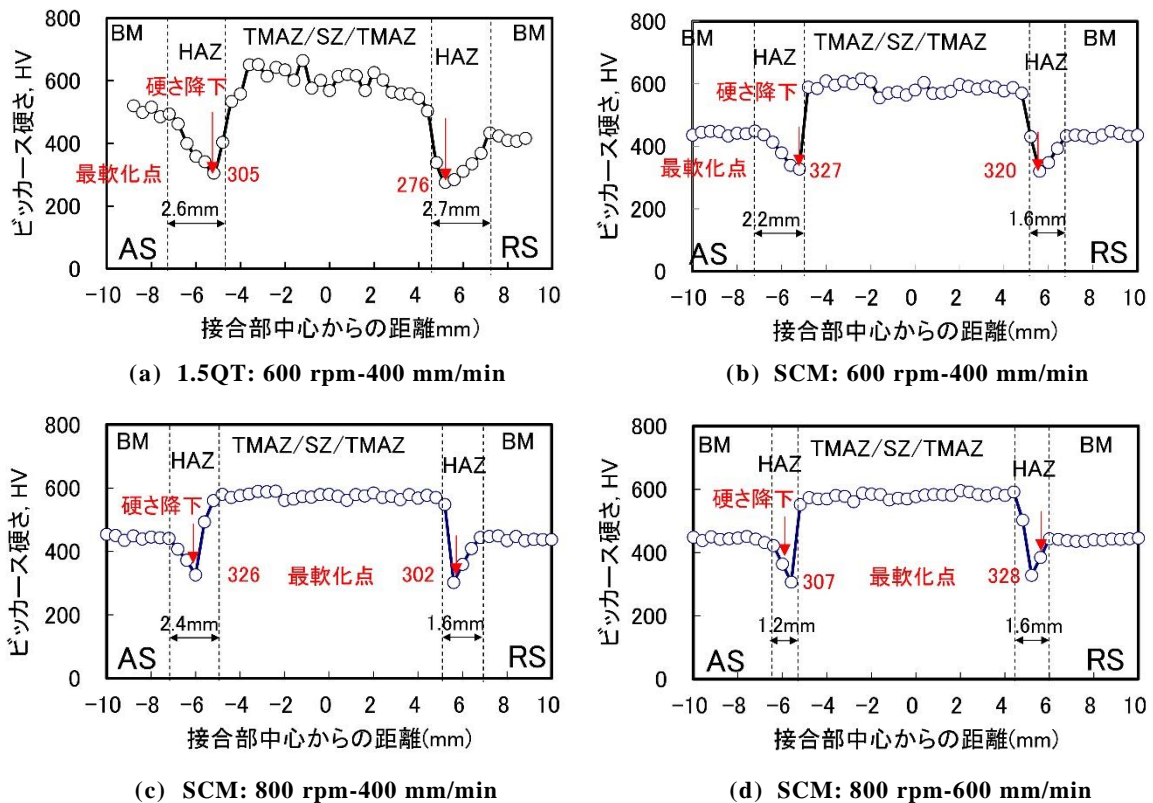 800
BM
HAZ
TMAZ/SZ/TMAZ
HAZ
BM
600
硬さ降下
400
最軟化点
305
276
200
2.6mm
2.7mm
AS
RS
0
-10 -8 -6 -4 -2 0 2 4 6 8 10
ビッカース硬さ, HV
接合部中心からの距離mm)
(a) 1.5QT: 600 rpm-400 mm/min
800
BM
HAZ
TMAZ/SZ/TMAZ
HAZ
BM
600
硬さ降下
400
最軟化点
327
320
200
2.2mm
1.6mm
AS
RS
0
-10 -8 -6 -4 -2 0 2 4 6 8 10
ビッカース硬さ, HV
接合部中心からの距離(mm)
(b) SCM: 600 rpm-400 mm/min
800
BM
HAZ
TMAZ/SZ/TMAZ
HAZ
BM
600
硬さ降下
400
326
最軟化点
302
200
2.4mm
1.6mm
AS
RS
0
-10 -8 -6 -4 -2 0 2 4 6 8 10
ビッカース硬さ, HV
接合部中心からの距離(mm)
(c) SCM: 800 rpm-400 mm/min
800
BM
HAZ
TMAZ/SZ/TMAZ
HAZ
BM
600
硬さ降下
400
307
最軟化点
328
200
1.2mm
1.6mm
AS
RS
0
-10 -8 -6 -4 -2 0 2 4 6 8 10
ビッカース硬さ, HV
接合部中心からの距離(mm)
(d) SCM: 800 rpm-600 mm/min